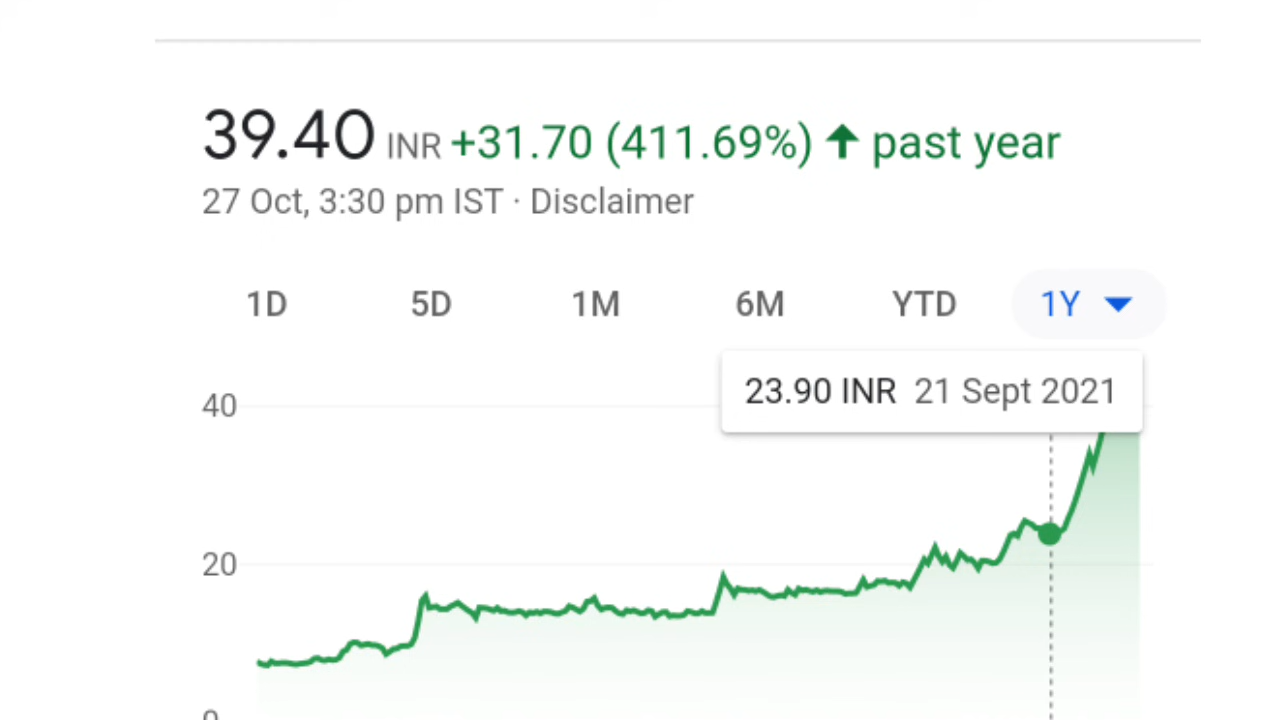 39.40 INR +31.70 (411.69%) ↑ past year
27 Oct, 3:30 pm IST · Disclaimer
1D 5D 1M 6M YTD 1Y
23.90 INR 21 Sept 2021
40
20
0